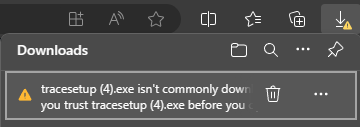 Downloads
tracesetup (4).exe isn't commonly down
you trust tracesetup (4).exe before you